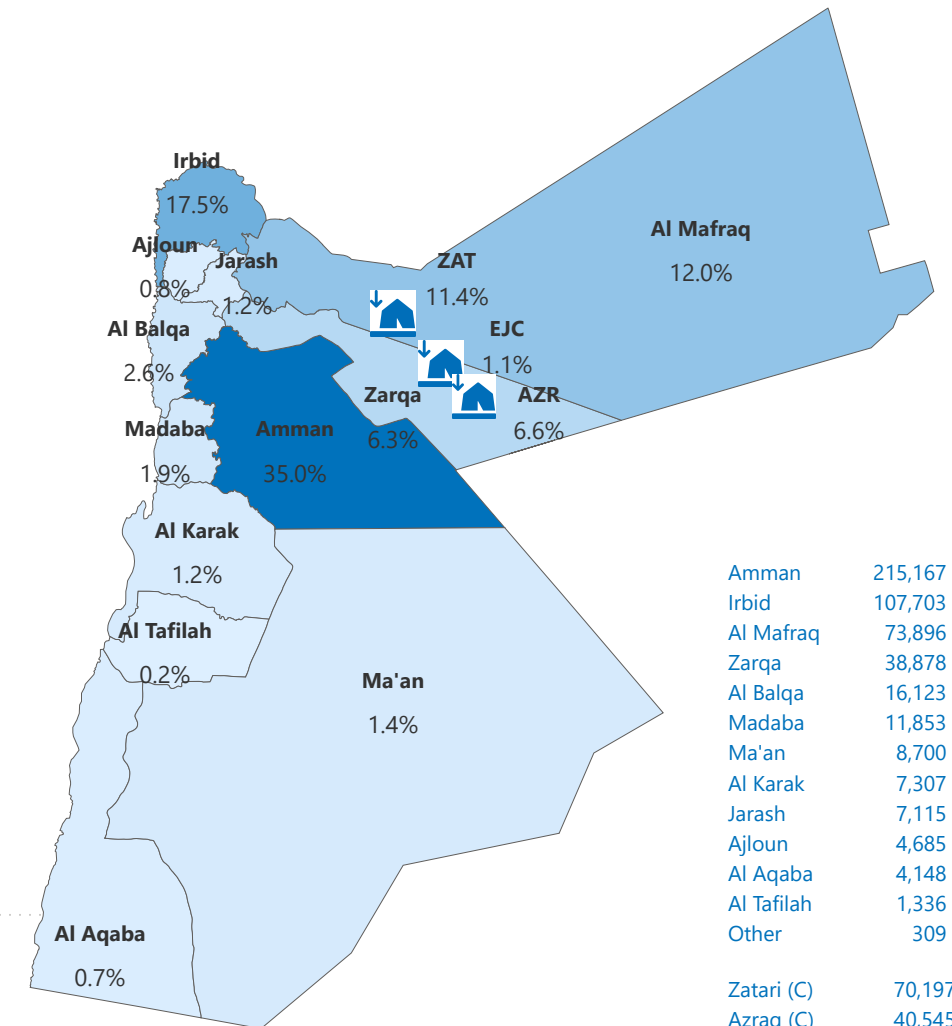 Irbid
17.5%
Ajloun
0.8%
Jarash
1.2%
Al Mafraq
12.0%
ZAT
11.4%
EJC
1.1%
Al Balqa
2.6%
Zarqa
6.3%
AZR
6.6%
Madaba
1.9%
Amman
35.0%
Al Karak
1.2%
Al Tafilah
0.2%
Ma'an
1.4%
Al Aqaba
0.7%
Amman 215,167
Irbid 107,703
Al Mafraq 73,896
Zarqa 38,878
Al Balqa 16,123
Madaba 11,853
Ma'an 8,700
Al Karak 7,307
Jarash 7,115
Ajloun 4,685
Al Aqaba 4,148
Al Tafilah 1,336
Other 309
Zatari (C) 70,197
Azraq (C) 40,545